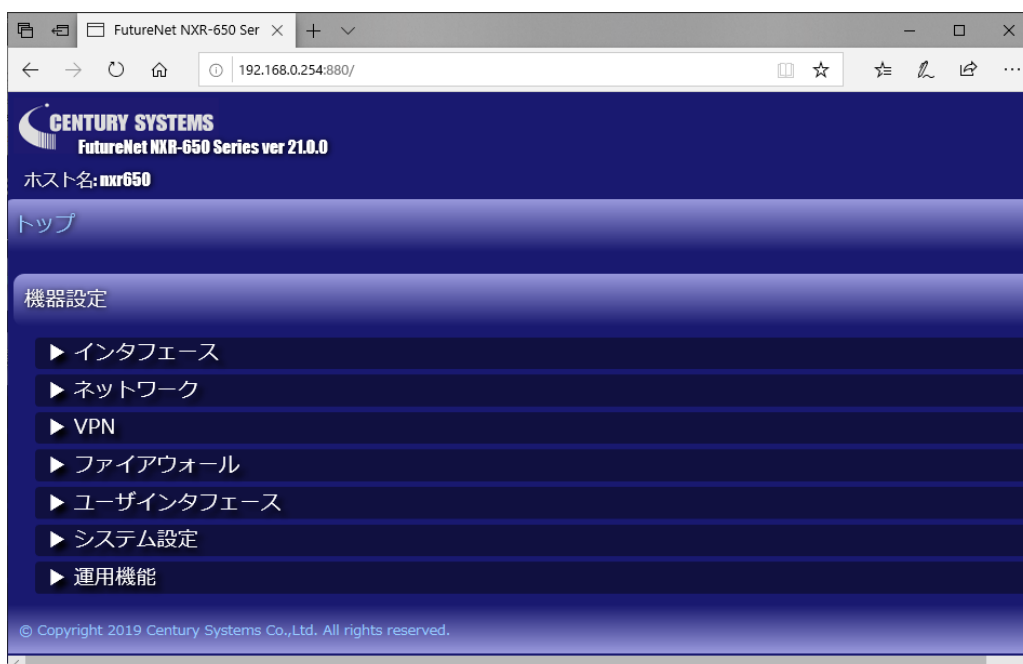 FutureNet NXR-650 Ser
192.168.0.254:880/
CENTURY SYSTEMS
FutureNet NXR-650 Series ver 21.0.0
ホスト名: nxr650
トップ
機器設定
▶ インタフェース
▶ ネットワーク
▶ VPN
▶ ファイアウォール
▶ ユーザインタフェース
▶ システム設定
▶ 運用機能
© Copyright 2019 Century Systems Co.,Ltd. All rights reserved.